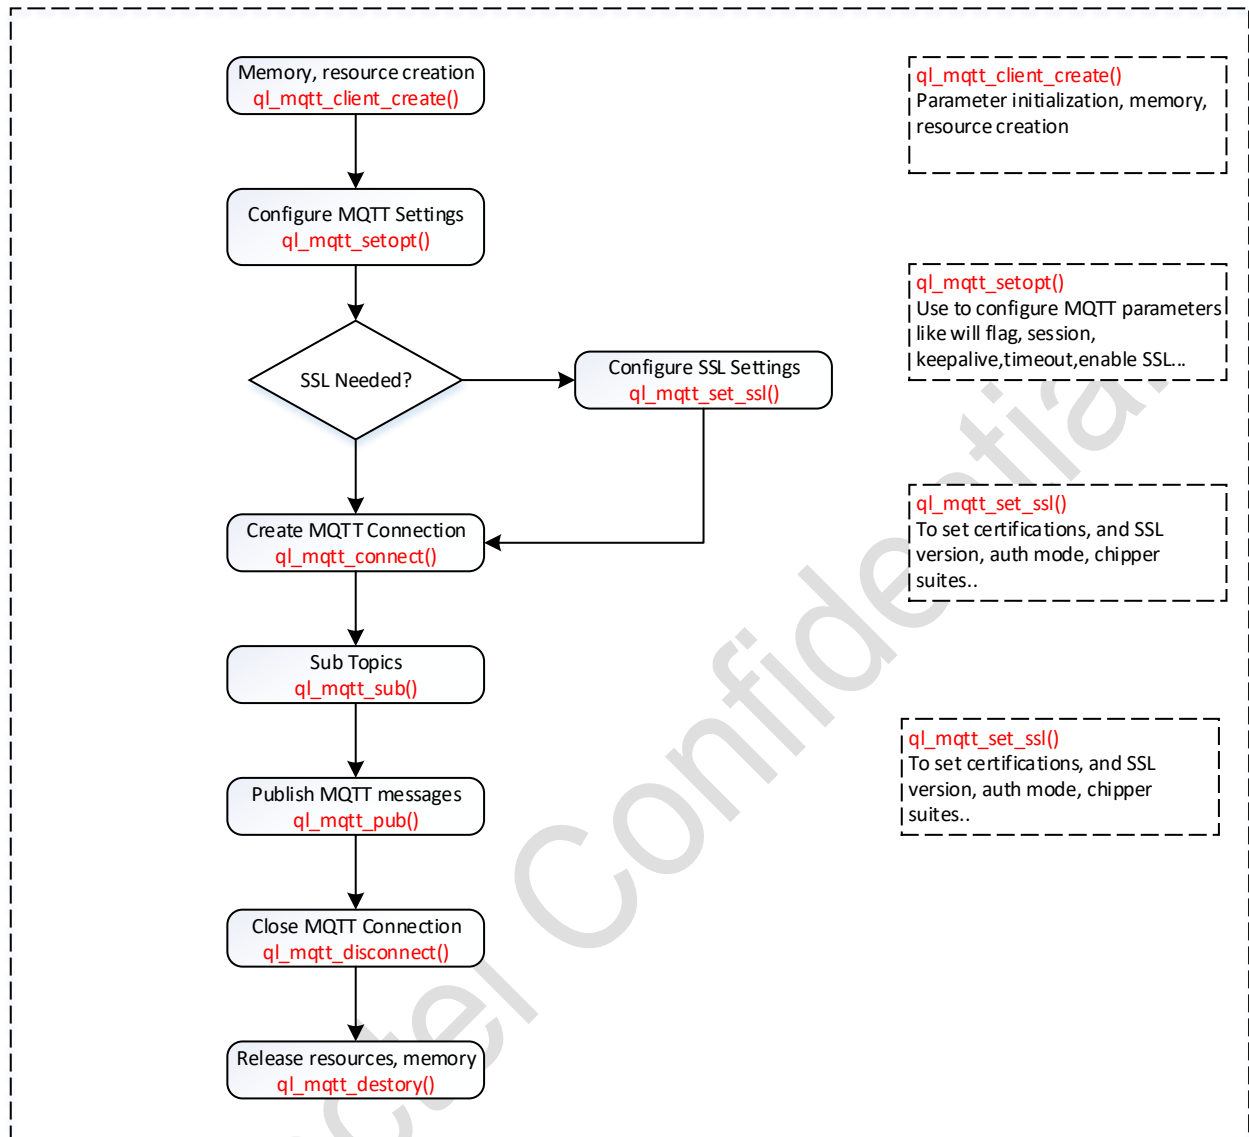 Memory, resource creation
ql_mqtt_client_create()
Configure MQTT Settings
ql_mqtt_setopt()
SSL Needed?
Configure SSL Settings
ql_mqtt_set_ssl()
Create MQTT Connection
ql_mqtt_connect()
Sub Topics
ql_mqtt_sub()
Publish MQTT messages
ql_mqtt_pub()
Close MQTT Connection
ql_mqtt_disconnect()
Release resources, memory
ql_mqtt_destory()
ql_mqtt_client_create()
Parameter initialization, memory,
resource creation
ql_mqtt_setopt()
Use to configure MQTT parameters
like will flag, session,
keepalive,timeout,enable SSL...
ql_mqtt_set_ssl()
To set certifications, and SSL
version, auth mode, chipper
suites..
ql_mqtt_set_ssl()
To set certifications, and SSL
version, auth mode, chipper
suites..
Confidential